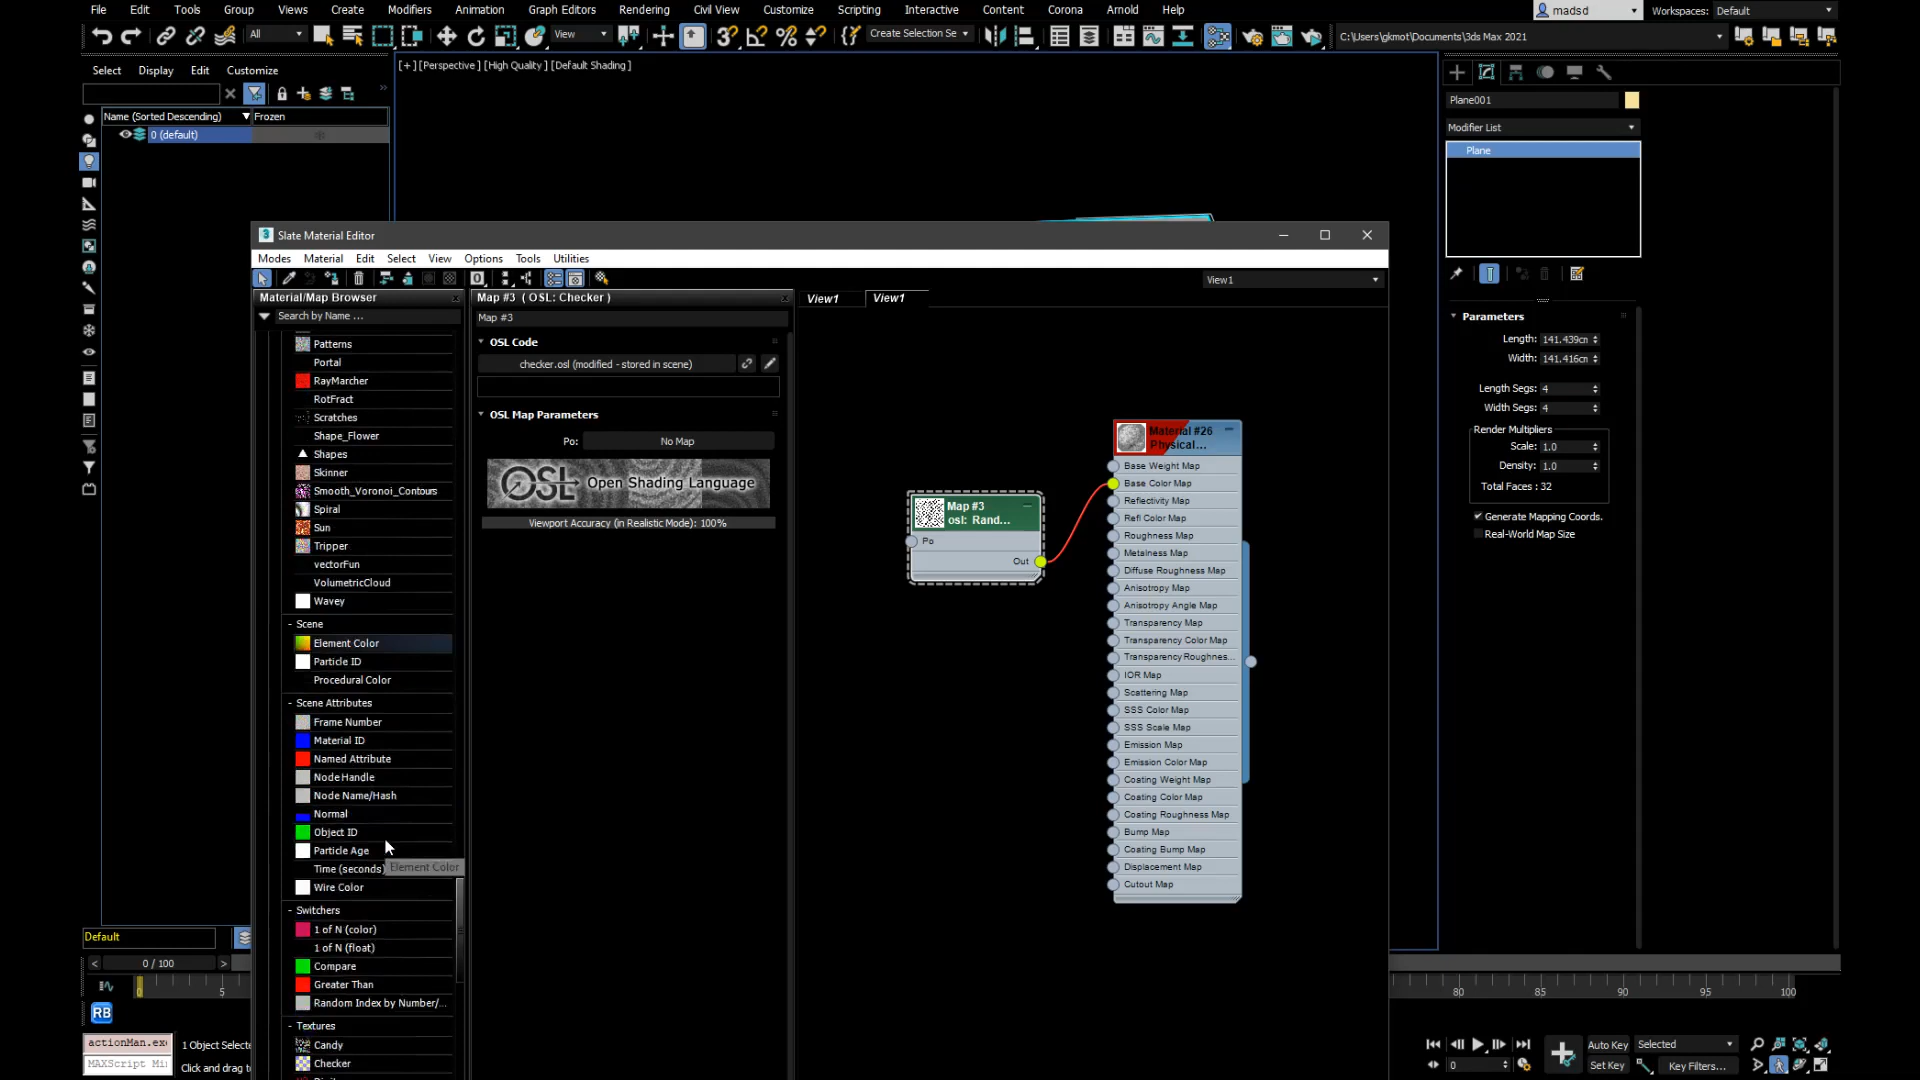 File Edit Tools Group Views Create Modifiers Animation Graph Editors Rendering Civil View Customize Scripting Interactive Content Corona Arnold Help
madsd
Workspaces: Default
All
View
Create Selection Se
C:\Users\gkmot\Documents\3ds Max 2021
Select Display Edit Customize
[+] [Perspective] [High Quality] [Default Shading]
Name (Sorted Descending) Frozen
0 (default)
Plane001
Modifier List
Plane
Parameters
Length: 141.439cm
Width: 141.416cm
Length Segs: 4
Width Segs: 4
Render Multipliers
Scale: 1.0
Density: 1.0
Total Faces : 32
Generate Mapping Coords.
Real-World Map Size
3 Slate Material Editor
Modes Material Edit Select View Options Tools Utilities
View1
Material/Map Browser
Search by Name ...
Patterns
Portal
RayMarcher
RotFract
Scratches
Shape_Flower
Shapes
Skinner
Smooth_Voronoi_Contours
Spiral
Sun
Tripper
vectorFun
VolumetricCloud
Wavey
- Scene
Element Color
Particle ID
Procedural Color
- Scene Attributes
Frame Number
Material ID
Named Attribute
NodeHandle
Node Name/Hash
Normal
Object ID
Particle Age
Time (seconds)
Element Color
Wire Color
- Switchers
1 of N (color)
1 of N (float)
Compare
Greater Than
Random Index by Number/...
- Textures
Candy
Checker
Map #3 ( OSL: Checker )
Map #3
OSL Code
checker.osl (modified - stored in scene)
OSL Map Parameters
Po: No Map
OSL Open Shading Language
Viewport Accuracy (in Realistic Mode): 100%
View1 View1
Map #3
osl: Rand...
Po
Out
Material #26
Physical...
Base Weight Map
Base Color Map
Reflectivity Map
Refl Color Map
Roughness Map
Metalness Map
Diffuse Roughness Map
Anisotropy Map
Anisotropy Angle Map
Transparency Map
Transparency Color Map
Transparency Roughnes...
IOR Map
Scattering Map
SSS Color Map
SSS Scale Map
Emission Map
Emission Color Map
Coating Weight Map
Coating Color Map
Coating Roughness Map
Bump Map
Coating Bump Map
Displacement Map
Cutout Map
Default
< 0 / 100 >
5 80 85 90 95 100
RB
actionMan.exe
MAXScript Mi
1 Object Selecte
Click and drag t
Auto Key Selected
0 Set Key Key Filters...